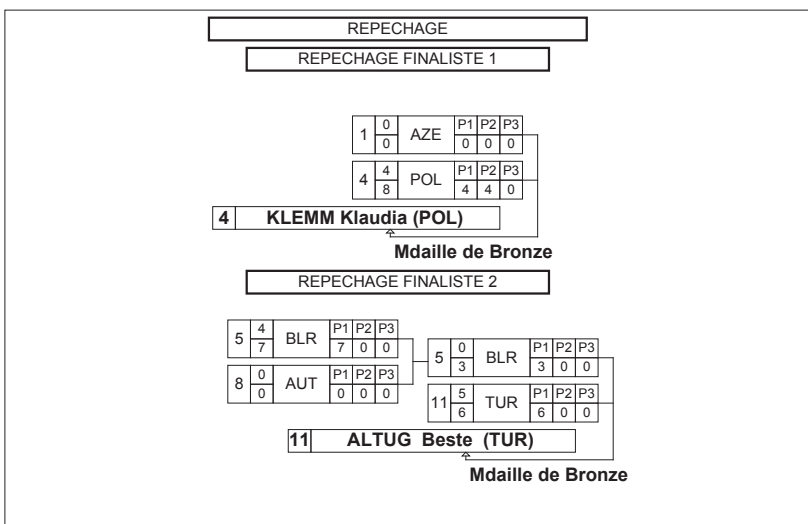 REPECHAGE
REPECHAGE FINALISTE 1
1 0 0 AZE P1 P2 P3 0 0 0
4 4 8 POL P1 P2 P3 4 4 0
4 KLEMM Klaudia (POL)
Mdaille de Bronze
REPECHAGE FINALISTE 2
5 4 7 BLR P1 P2 P3 7 0 0
8 0 0 AUT P1 P2 P3 0 0 0
5 0 3 BLR P1 P2 P3 3 0 0
11 5 6 TUR P1 P2 P3 6 0 0
11 ALTUG Beste (TUR)
Mdaille de Bronze